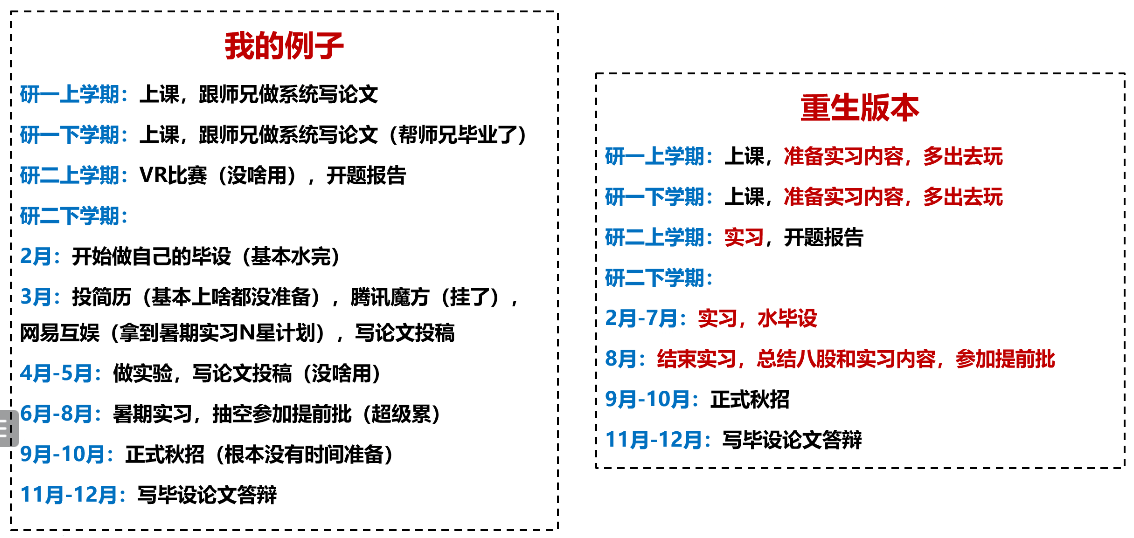 我的例子
研一上学期：上课，跟师兄做系统写论文
研一下学期：上课，跟师兄做系统写论文（帮师兄毕业了）
研二上学期：VR比赛（没啥用），开题报告
研二下学期：
2月：开始做自己的毕设（基本水完）
3月：投简历（基本上啥都没准备），腾讯魔方（挂了），
网易互娱（拿到暑期实习N星计划），写论文投稿
4月-5月：做实验，写论文投稿（没啥用）
6月-8月：暑期实习，抽空参加提前批（超级累）
9月-10月：正式秋招（根本没有时间准备）
11月-12月：写毕设论文答辩
重生版本
研一上学期：上课，准备实习内容，多出去玩
研一下学期：上课，准备实习内容，多出去玩
研二上学期：实习，开题报告
研二下学期：
2月-7月：实习，水毕设
8月：结束实习，总结八股和实习内容，参加提前批
9月-10月：正式秋招
11月-12月：写毕设论文答辩